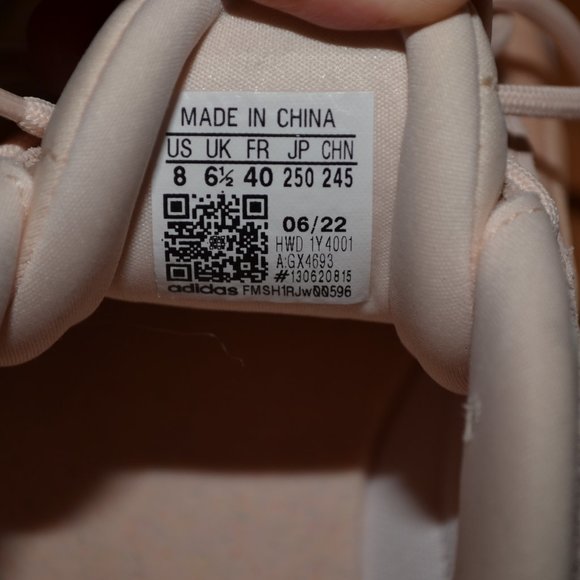 MADE IN CHINA
US UK FR JP CHN
8 6½ 40 250 245
06/22
HWD 1Y4001
A:GX4693
#130620815
adidas FMSH1RJw00596